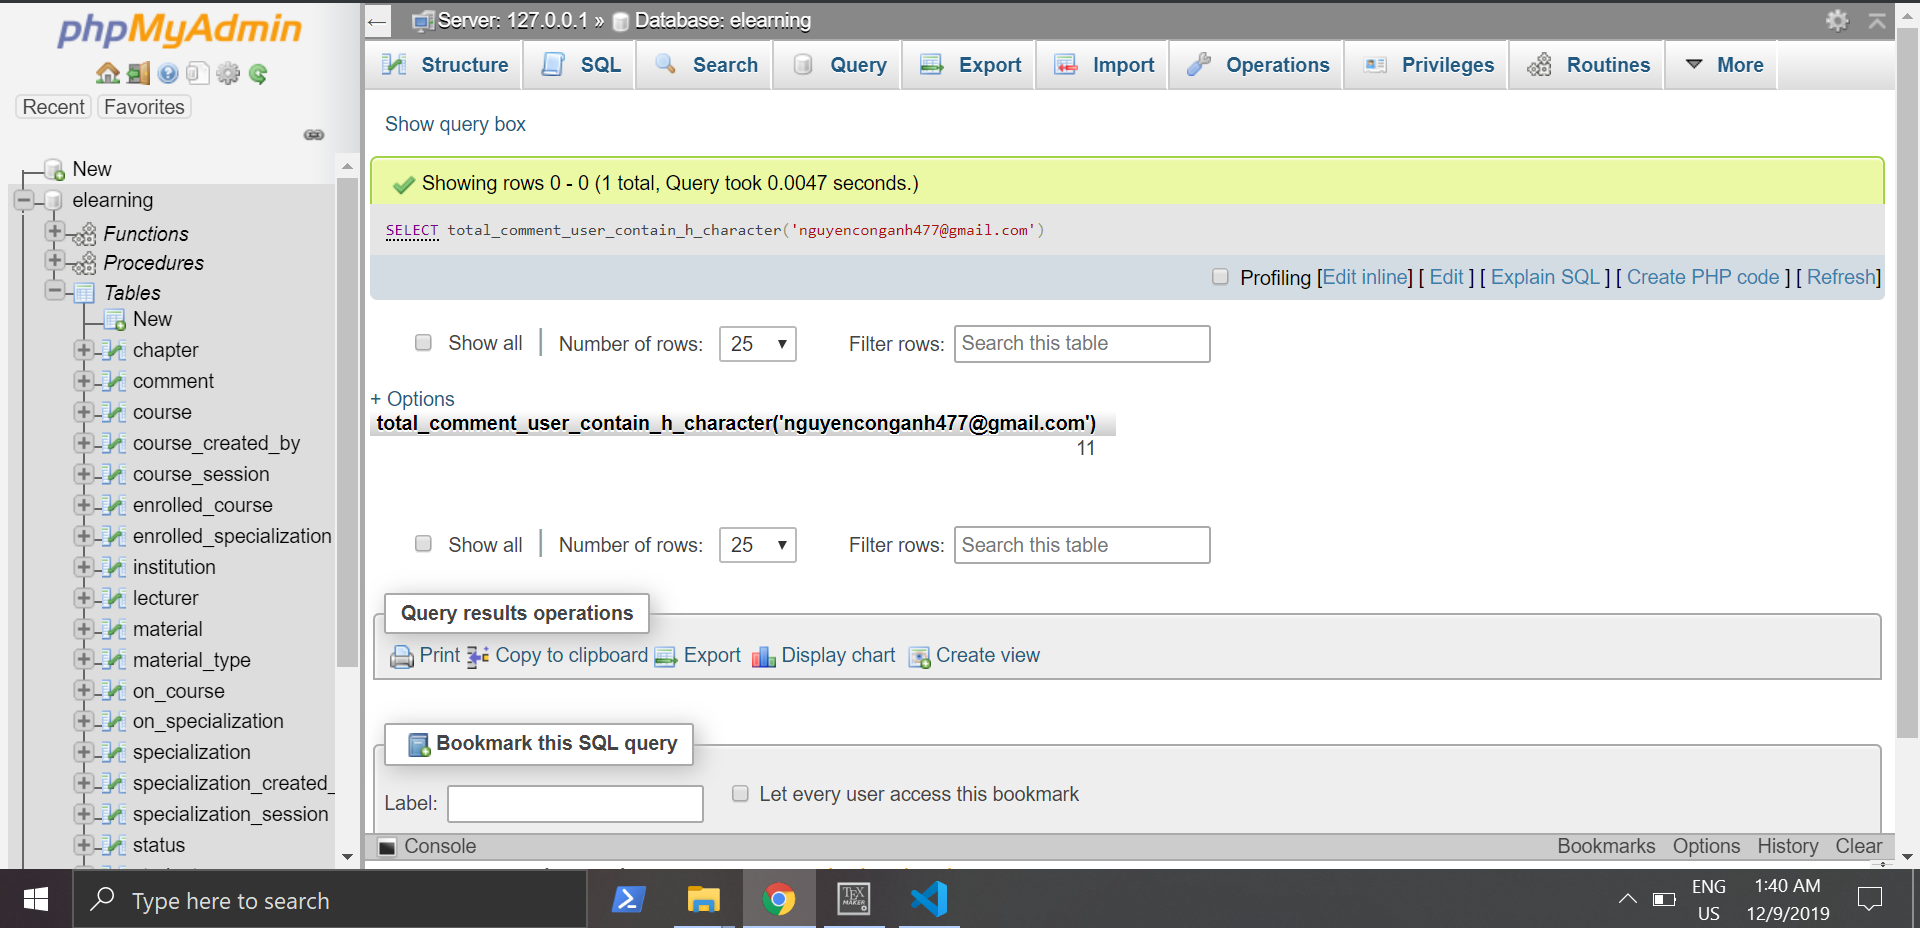 phpMyAdmin
Recent Favorites
New
elearning
Functions
Procedures
Tables
New
chapter
comment
course
course_created_by
course_session
enrolled_course
enrolled_specialization
institution
lecturer
material
material_type
on_course
on_specialization
specialization
specialization_created_
specialization_session
status
Server: 127.0.0.1 » Database: elearning
Structure SQL Search Query Export Import Operations Privileges Routines More
Show query box
Showing rows 0 - 0 (1 total, Query took 0.0047 seconds.)
SELECT total_comment_user_contain_h_character('nguyenconganh477@gmail.com')
Profiling [Edit inline] [ Edit ] [ Explain SQL ] [ Create PHP code ] [ Refresh]
Show all Number of rows: 25 Filter rows: Search this table
+ Options
total_comment_user_contain_h_character('nguyenconganh477@gmail.com')
11
Show all Number of rows: 25 Filter rows: Search this table
Query results operations
Print Copy to clipboard Export Display chart Create view
Bookmark this SQL query
Label: Let every user access this bookmark
Console Bookmarks Options History Clear
Type here to search
TEX
MAKER
ENG
US
1:40 AM
12/9/2019